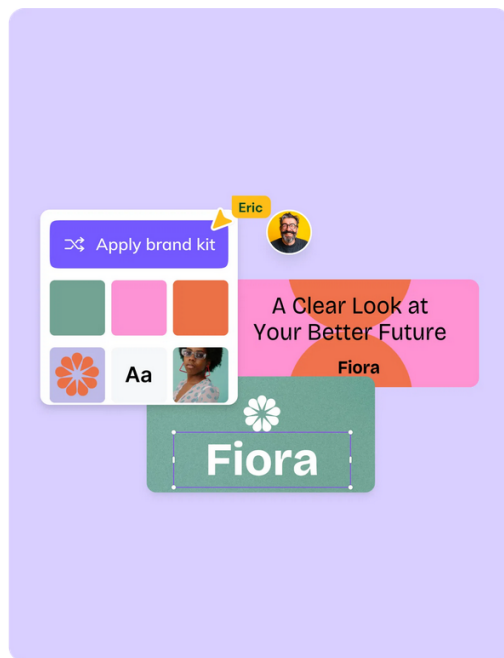 Eric
Apply brand kit
Aa
A Clear Look at
Your Better Future
Fiora
Fiora